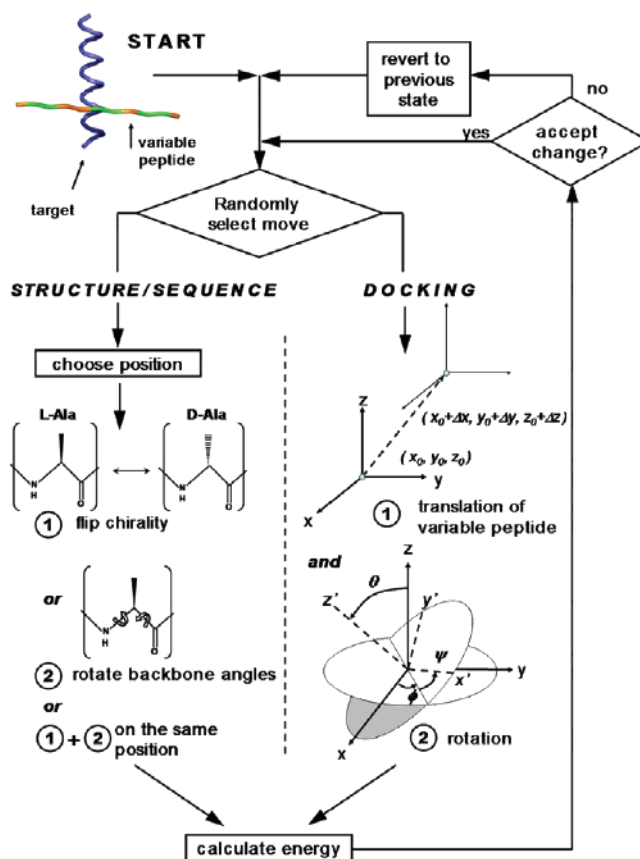 START
variable
peptide
target
revert to
previous
state
no
yes
accept
change?
Randomly
select move
STRUCTURE/SEQUENCE
choose position
L-Ala
D-Ala
N
H
O
N
H
O
1 flip chirality
or
N
H
O
2 rotate backbone angles
or
1 + 2 on the same
position
DOCKING
z
(x₀+Δx, y₀+Δy, z₀+Δz)
(x₀, y₀, z₀)
y
x
1 translation of
variable peptide
and
z
θ
z'
y'
ψ
y
x'
ϕ
x
2 rotation
calculate energy